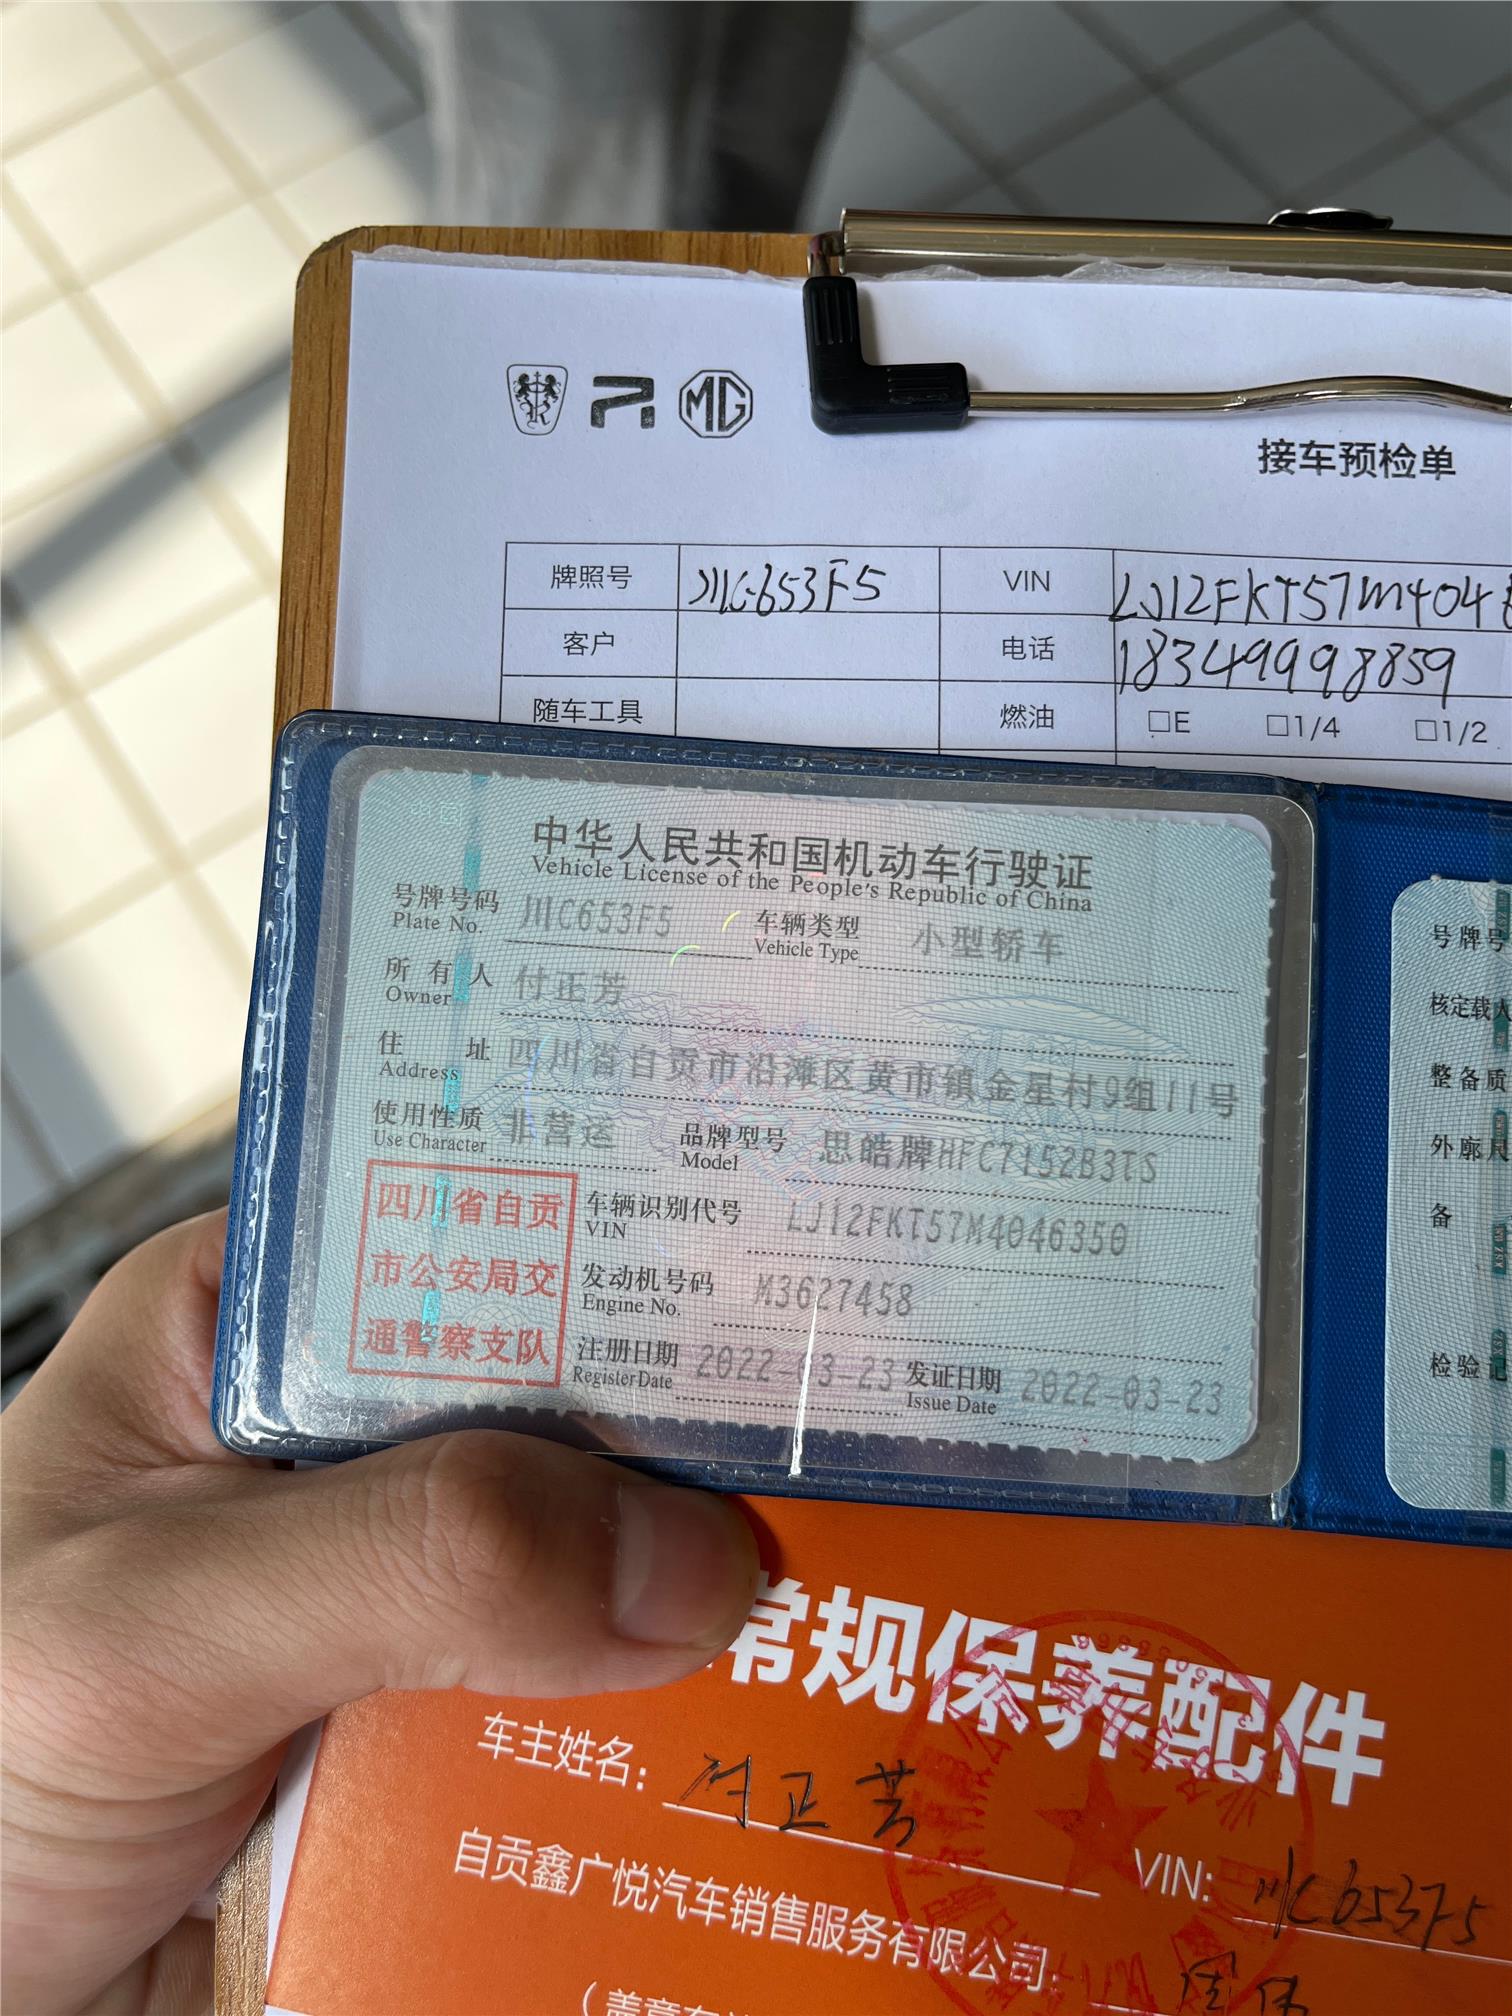 MG
接车预检单
牌照号 川C653F5 VIN LJ12FKT57M404
客户 电话 18349998859
随车工具 燃油 □E □1/4 □1/2
中华人民共和国机动车行驶证
Vehicle License of the People's Republic of China
号牌号码 川C653F5 车辆类型 小型轿车
Plate No. Vehicle Type
所有人 付正芳
Owner
住址 四川省自贡市沿滩区黄市镇金星村9组11号
Address
使用性质 非营运 品牌型号 思皓牌HFC7152B3TS
Use Character Model
四川省自贡
市公安局交
通警察支队
车辆识别代号 LJ12FKT57M4046350
VIN
发动机号码 M3627458
Engine No.
注册日期 2022-03-23 发证日期 2022-03-23
Register Date Issue Date
号牌号
核定载人
整备质
外廓尺
备
检验记
常规保养配件
车主姓名: 付正芳 VIN: 川C653F5
自贡鑫广悦汽车销售服务有限公司: